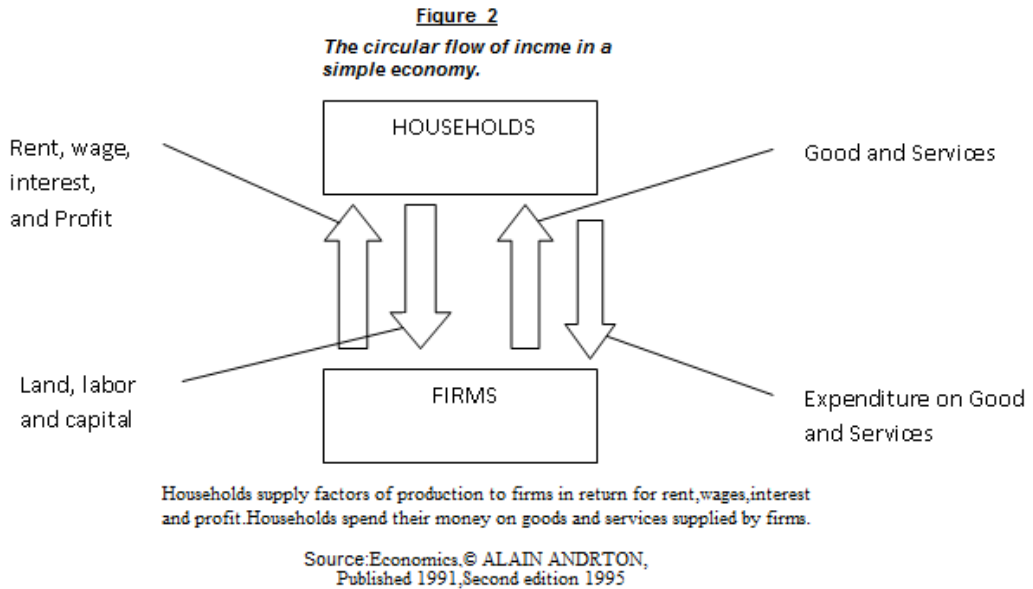 Figure 2
The circular flow of incme in a
simple economy.
HOUSEHOLDS
Rent, wage,
interest,
and Profit
Good and Services
Land, labor
and capital
FIRMS
Expenditure on Good
and Services
Households supply factors of production to firms in return for rent,wages,interest
and profit.Households spend their money on goods and services supplied by firms.
Source:Economics,© ALAIN ANDRTON,
Published 1991,Second edition 1995